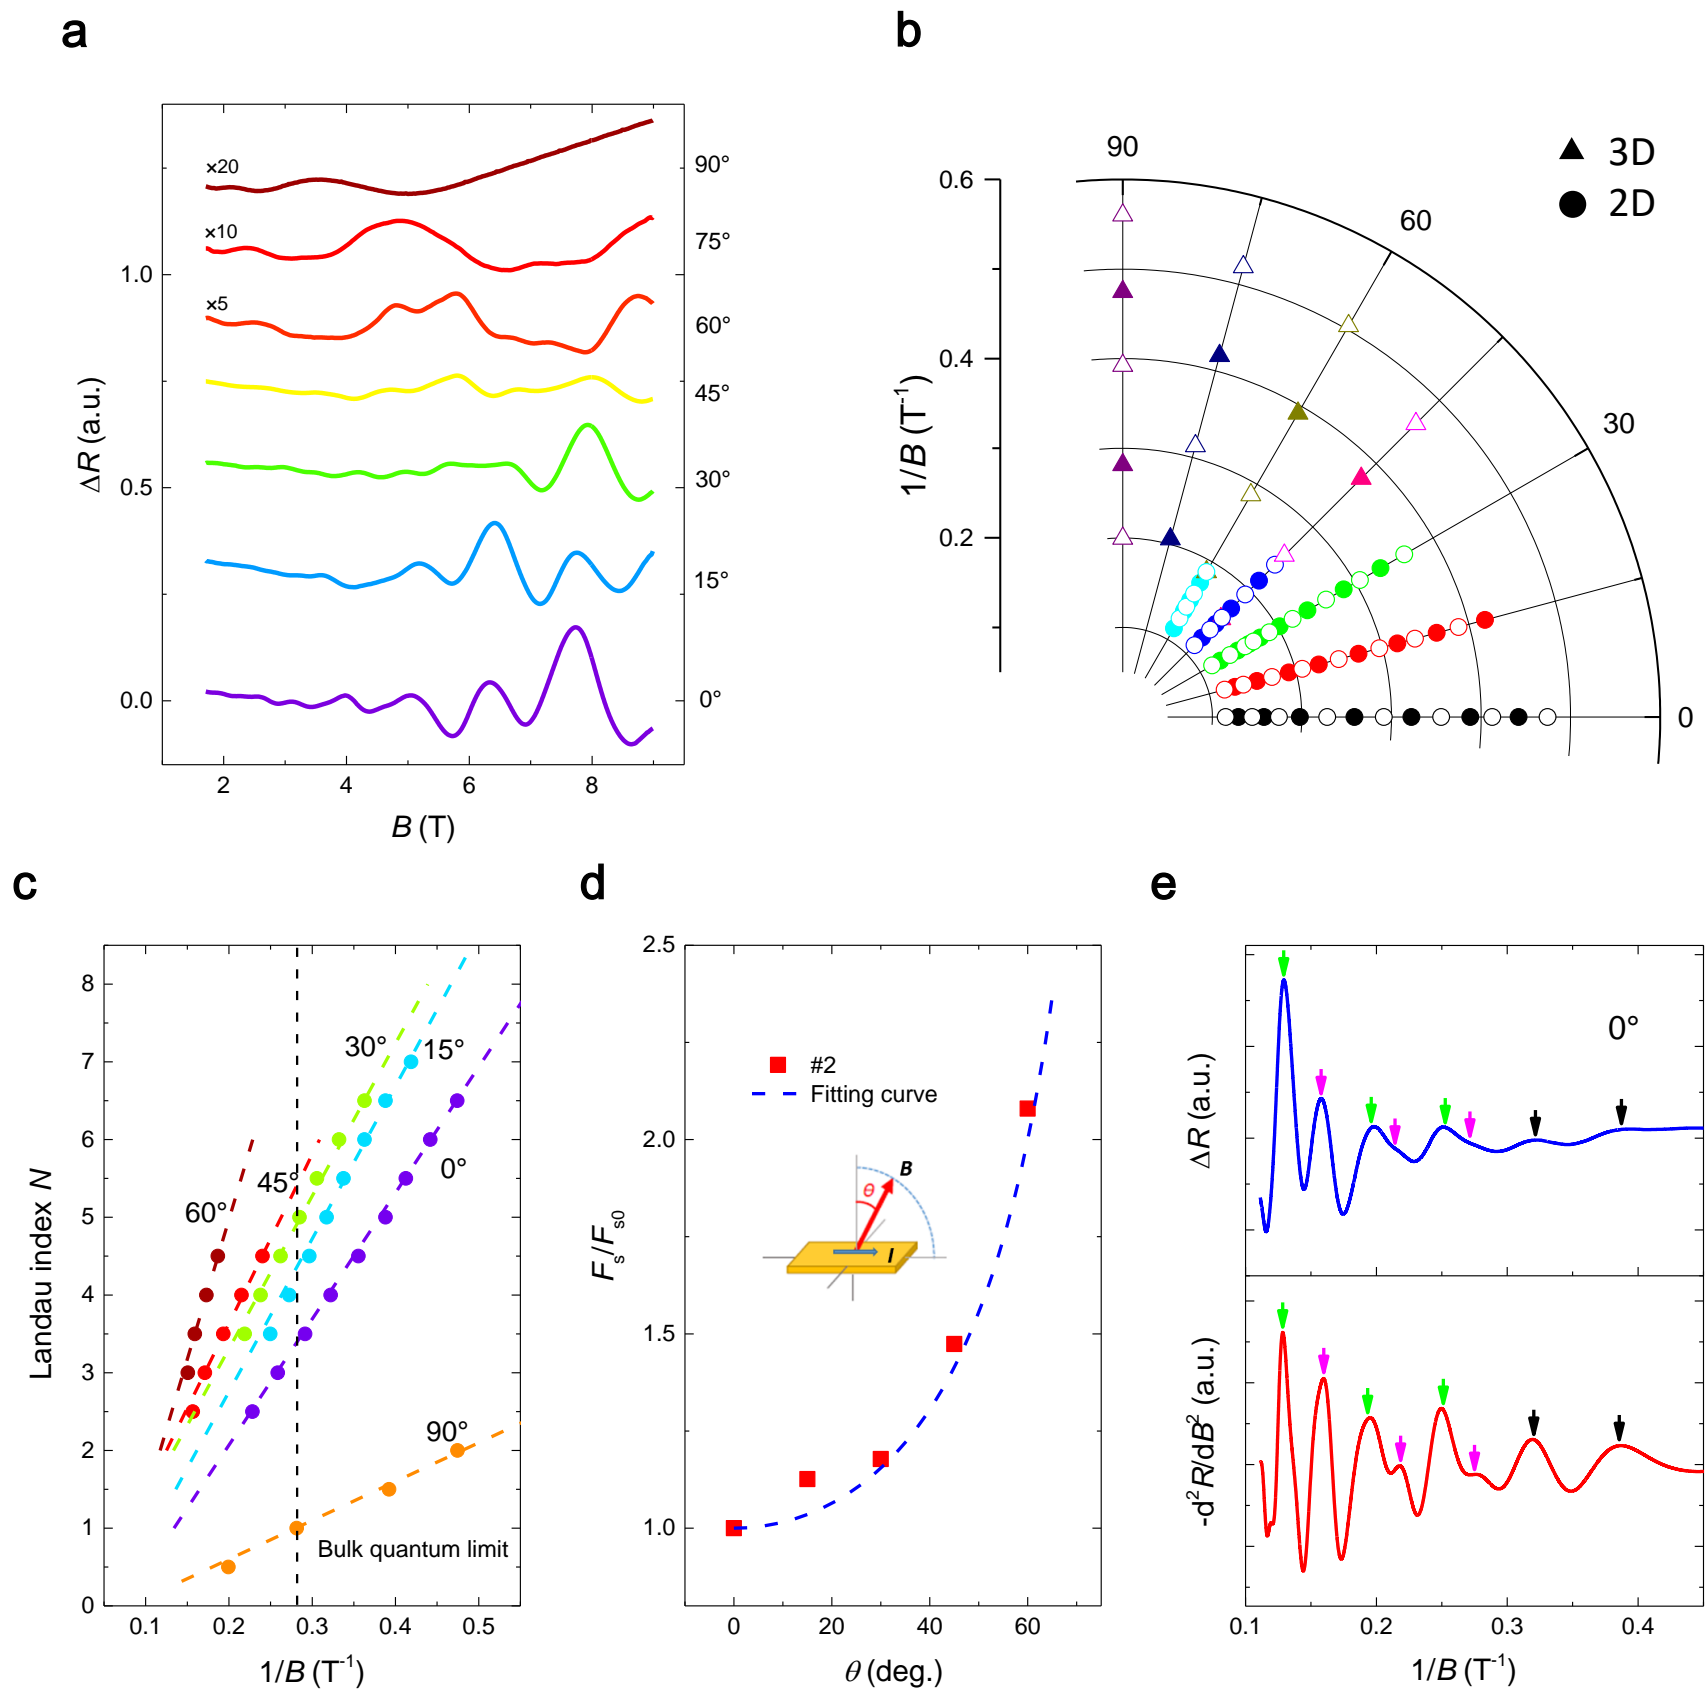 a
×20
90°
×10
75°
×5
60°
45°
30°
15°
0°
1.0
0.5
0.0
ΔR (a.u.)
2 4 6 8
B (T)
b
90
60
30
0
3D
2D
0.6
0.4
0.2
1/B (T⁻¹)
c
8
7
6
5
4
3
2
1
0
Landau index N
30°
15°
45°
60°
0°
90°
Bulk quantum limit
0.1 0.2 0.3 0.4 0.5
1/B (T⁻¹)
d
2.5
2.0
1.5
1.0
Fs/Fs0
#2
Fitting curve
B
θ
I
0 20 40 60
θ (deg.)
e
0°
ΔR (a.u.)
-d²R/dB² (a.u.)
0.1 0.2 0.3 0.4
1/B (T⁻¹)